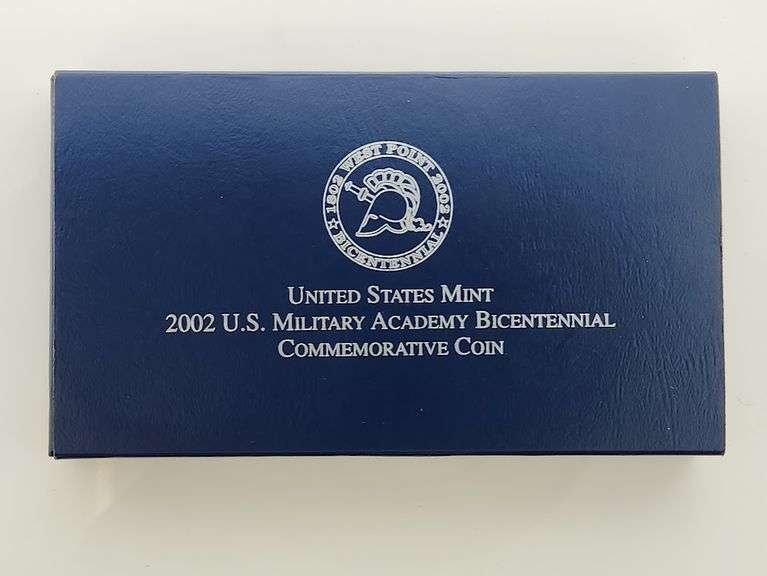 1802 WEST POINT 2002
BICENTENNIAL
UNITED STATES MINT
2002 U.S. MILITARY ACADEMY BICENTENNIAL
COMMEMORATIVE COIN